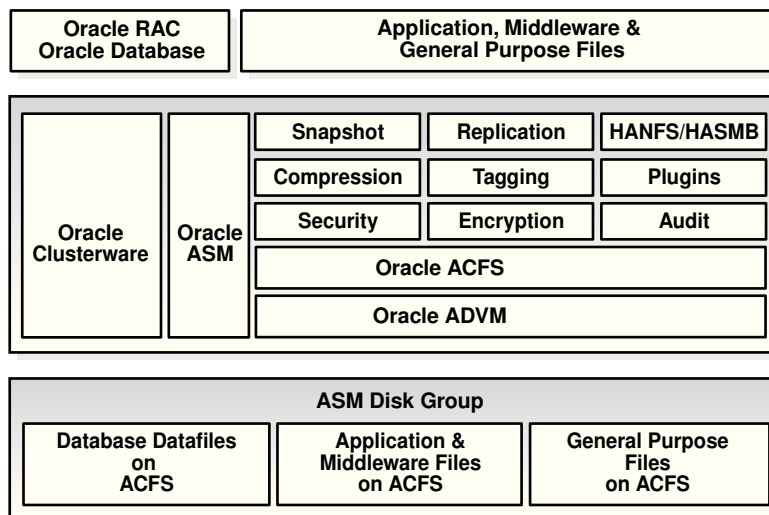 Oracle RAC
Oracle Database
Application, Middleware &
General Purpose Files
Oracle
Clusterware
Oracle
ASM
Snapshot
Replication
HANFS/HASMB
Compression
Tagging
Plugins
Security
Encryption
Audit
Oracle ACFS
Oracle ADVM
ASM Disk Group
Database Datafiles
on
ACFS
Application &
Middleware Files
on ACFS
General Purpose
Files
on ACFS